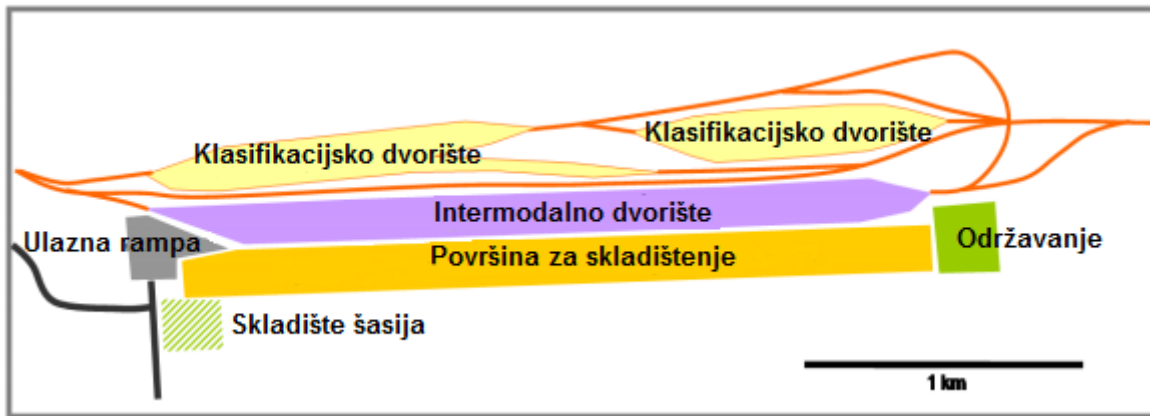 Klasifikacijsko dvorište
Klasifikacijsko dvorište
Intermodalno dvorište
Ulazna rampa
Održavanje
Površina za skladištenje
Skladište šasija
1 km